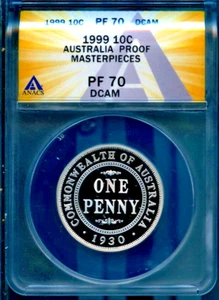 1999 10C PF 70 DCAM
1999 10C
AUSTRALIA PROOF
MASTERPIECES
PF 70
DCAM
ANACS
COMMONWEALTH OF AUSTRALIA
ONE
PENNY
· 1930 ·